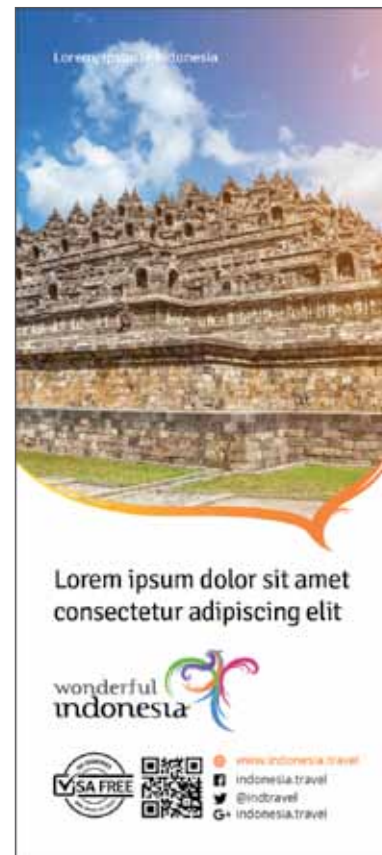 Lorem ipsum Indonesia
Lorem ipsum dolor sit amet
consectetur adipiscing elit
wonderful
indonesia
VISA FREE
www.indonesia.travel
indonesia.travel
@indtravel
G+ indonesia.travel